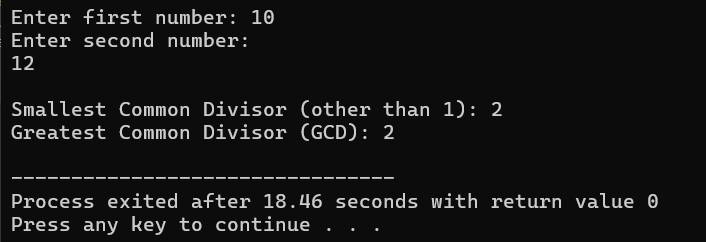 Enter first number: 10
Enter second number:
12
Smallest Common Divisor (other than 1): 2
Greatest Common Divisor (GCD): 2
--------------------------------
Process exited after 18.46 seconds with return value 0
Press any key to continue . . .